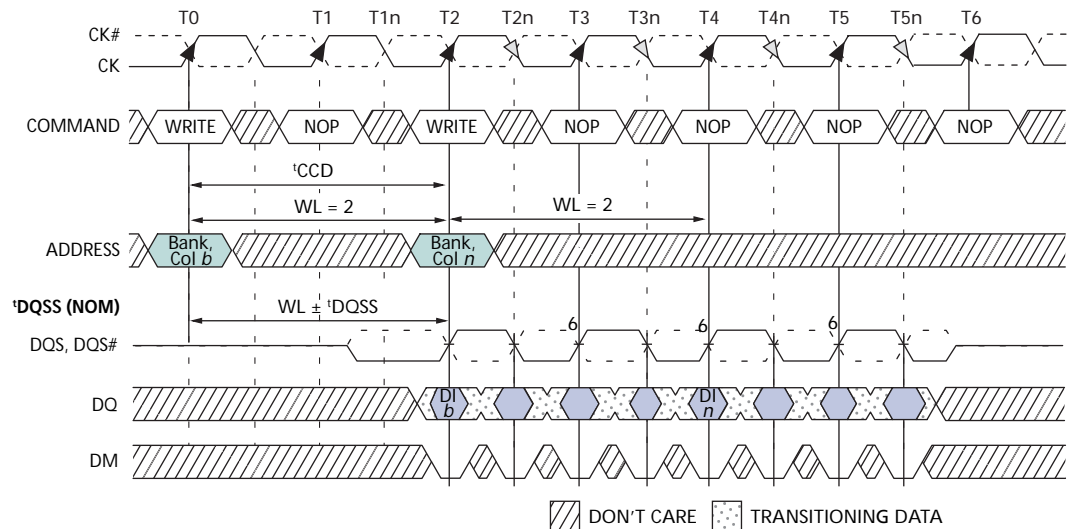 T0 T1 T1n T2 T2n T3 T3n T4 T4n T5 T5n T6
CK#
CK
COMMAND WRITE NOP WRITE NOP NOP NOP NOP
tCCD
WL = 2 WL = 2
ADDRESS Bank, Col b Bank, Col n
tDQSS (NOM) WL ± tDQSS
6 6 6
DQS, DQS#
DQ DI b DI n
DM
DON'T CARE TRANSITIONING DATA